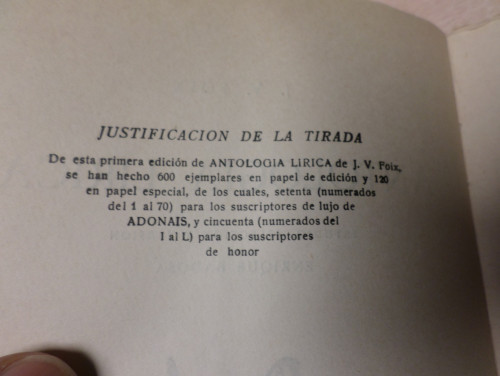 JUSTIFICACION DE LA TIRADA
De esta primera edición de ANTOLOGIA LIRICA de J. V. Foix,
se han hecho 600 ejemplares en papel de edición y 120
en papel especial, de los cuales, setenta (numerados
del 1 al 70) para los suscriptores de lujo de
ADONAIS, y cincuenta (numerados del
I al L) para los suscriptores
de honor